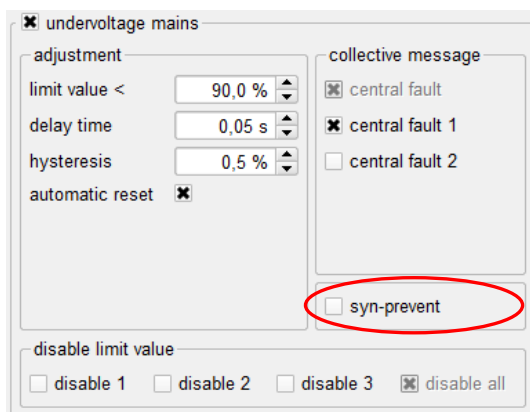 undervoltage mains
adjustment
limit value < 90,0 %
delay time 0,05 s
hysteresis 0,5 %
automatic reset
collective message
central fault
central fault 1
central fault 2
syn-prevent
disable limit value
disable 1 disable 2 disable 3 disable all